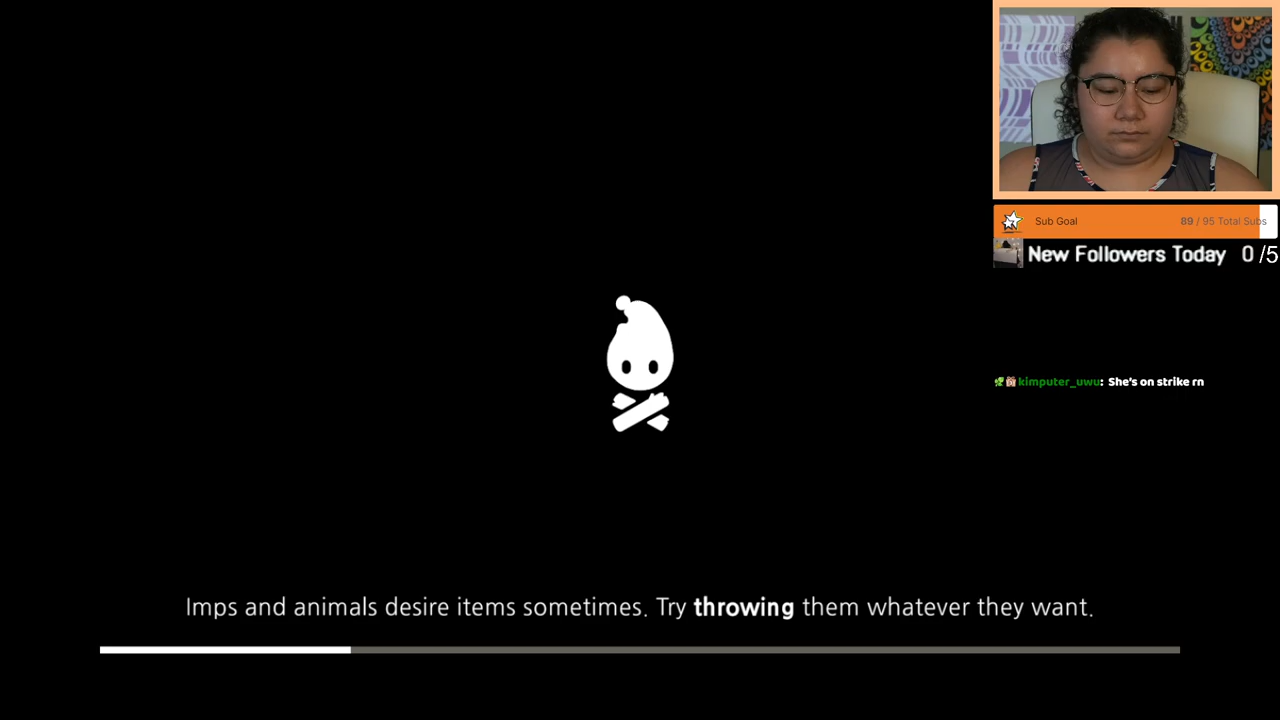 Sub Goal 89 / 95 Total Subs
New Followers Today 0 /5
kimputer_uwu: She's on strike rn
Imps and animals desire items sometimes. Try throwing them whatever they want.